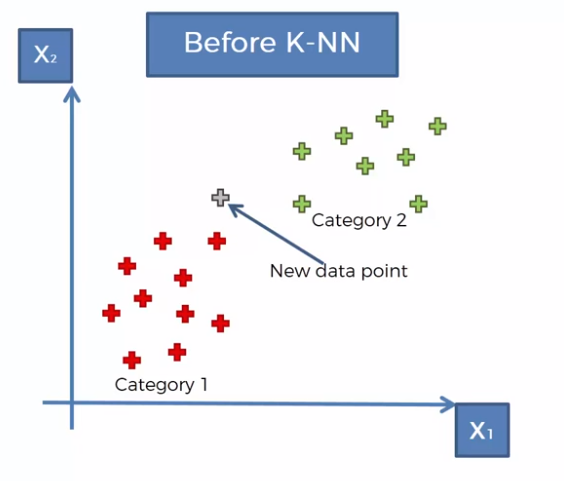 Before K-NN
X₂
Category 2
New data point
Category 1
X₁